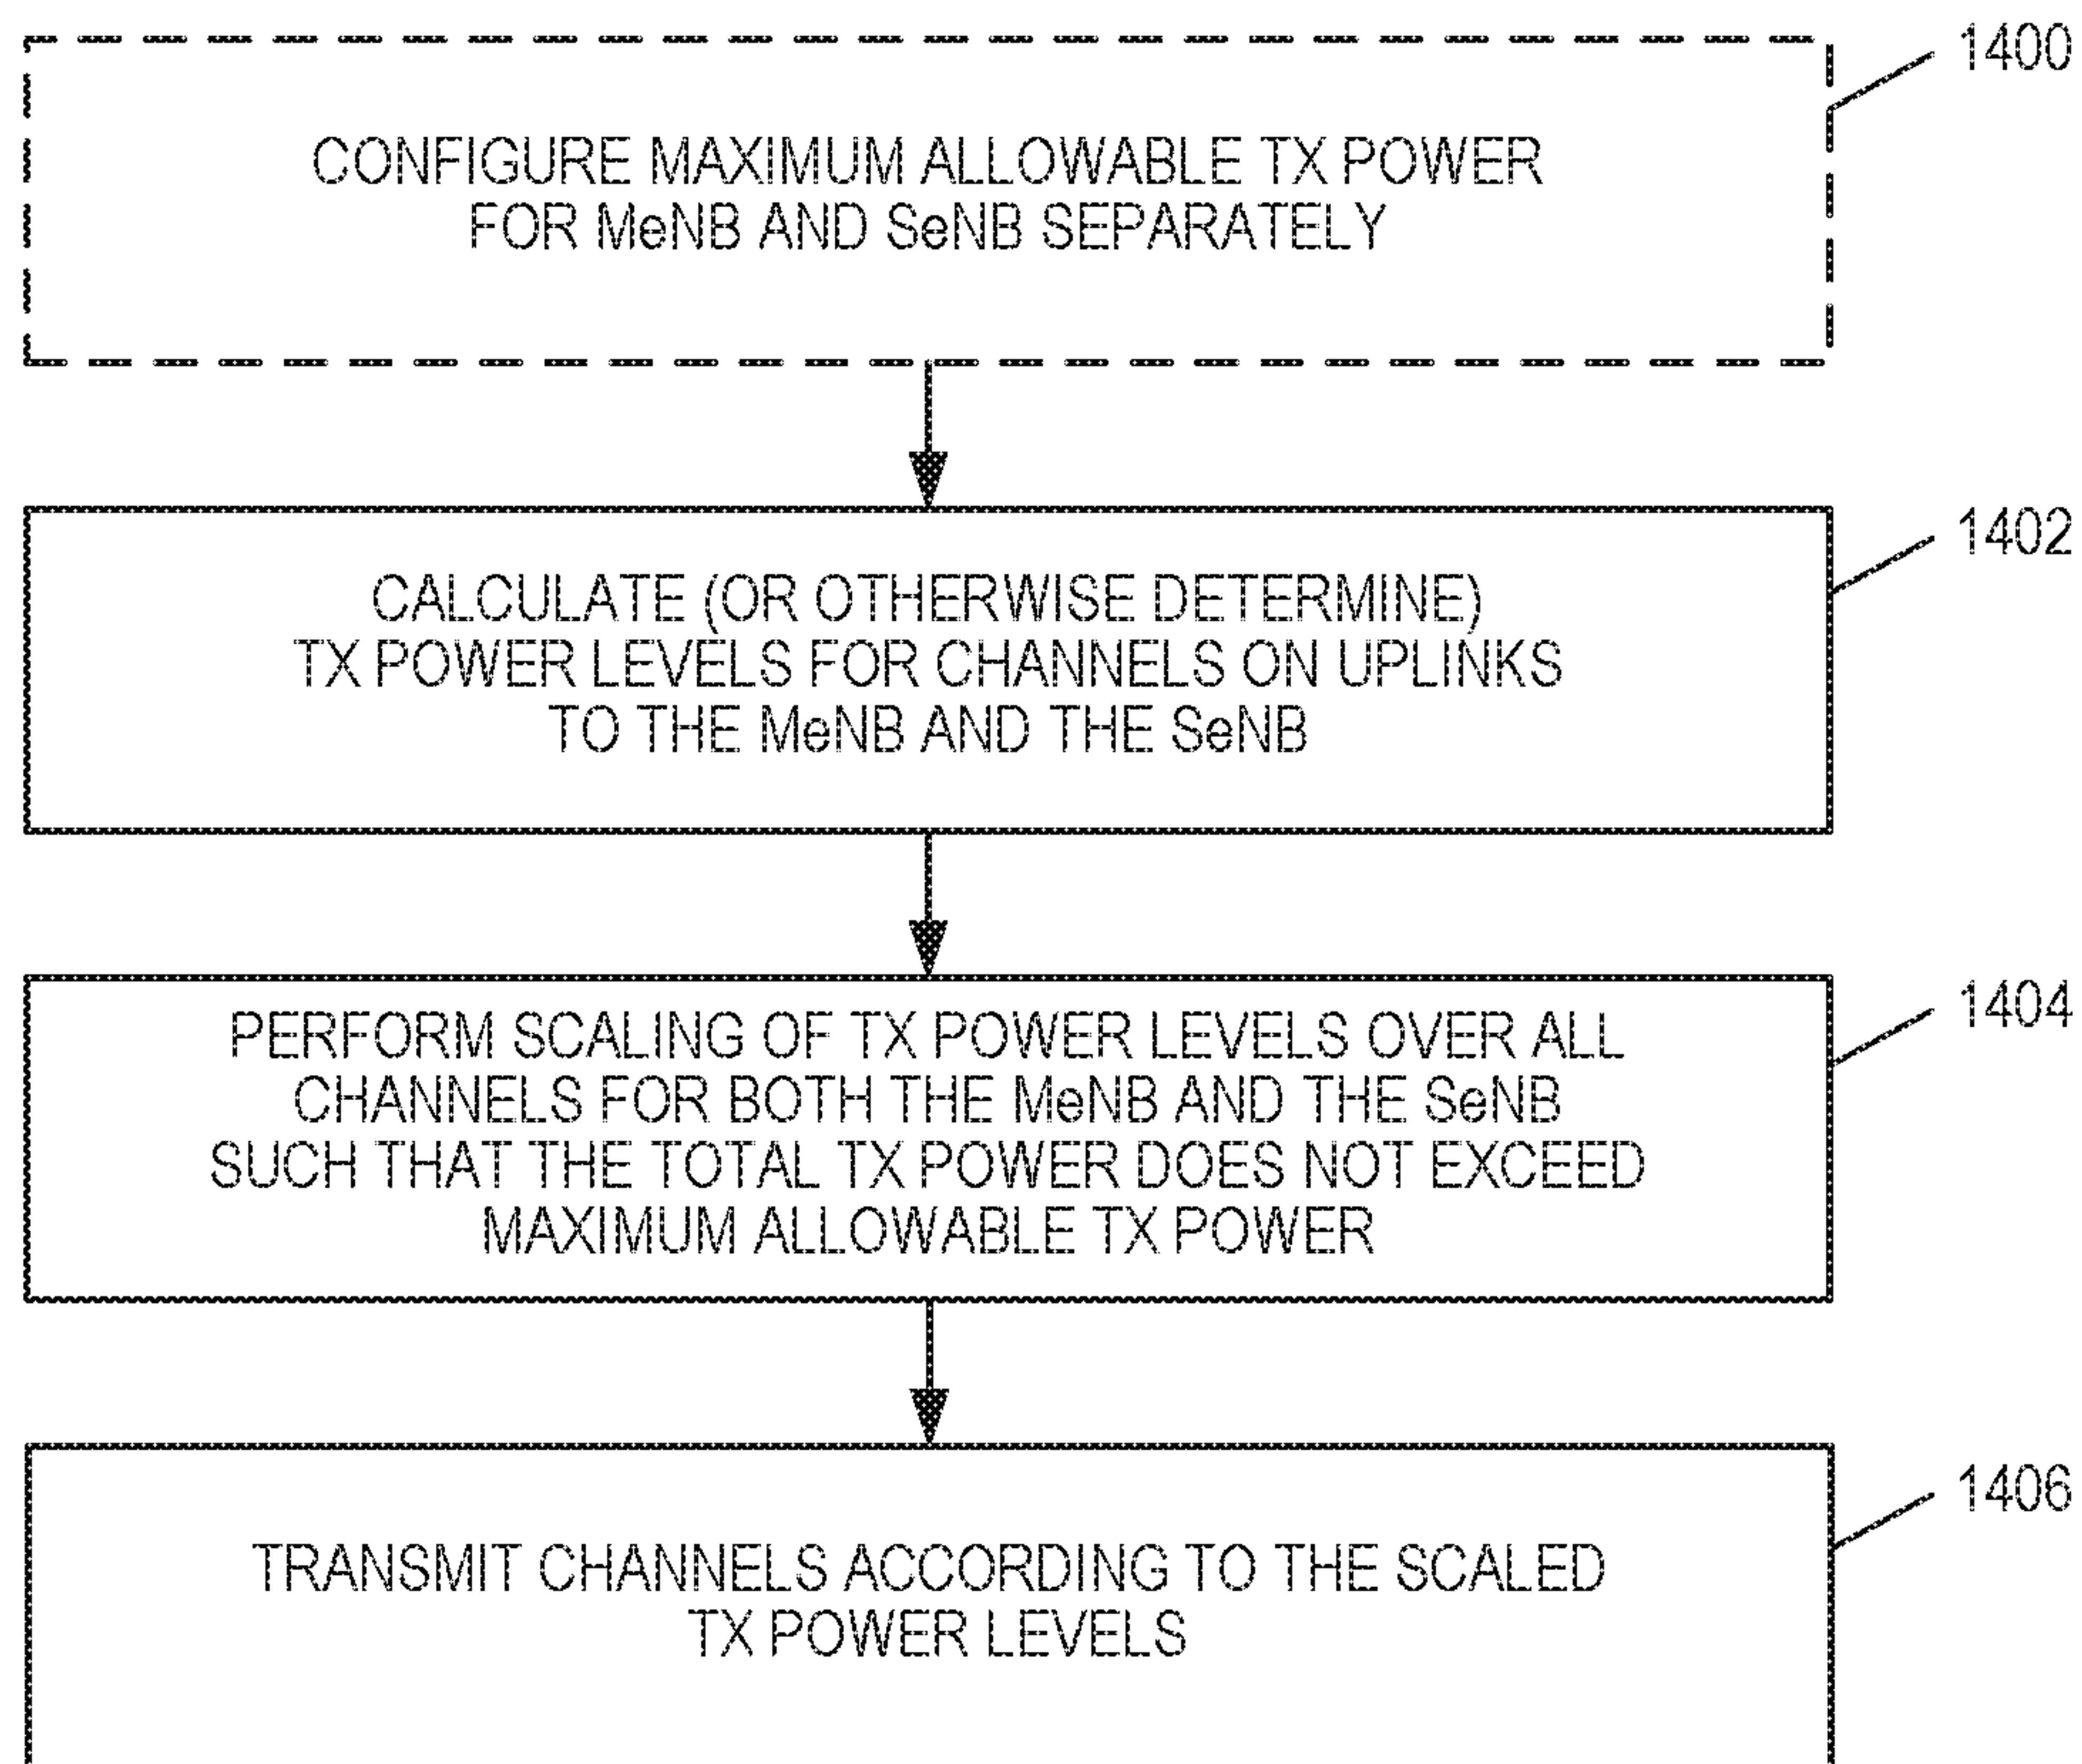 1400
CONFIGURE MAXIMUM ALLOWABLE TX POWER
FOR MeNB AND SeNB SEPARATELY
1402
CALCULATE (OR OTHERWISE DETERMINE)
TX POWER LEVELS FOR CHANNELS ON UPLINKS
TO THE MeNB AND THE SeNB
1404
PERFORM SCALING OF TX POWER LEVELS OVER ALL
CHANNELS FOR BOTH THE MeNB AND THE SeNB
SUCH THAT THE TOTAL TX POWER DOES NOT EXCEED
MAXIMUM ALLOWABLE TX POWER
1406
TRANSMIT CHANNELS ACCORDING TO THE SCALED
TX POWER LEVELS